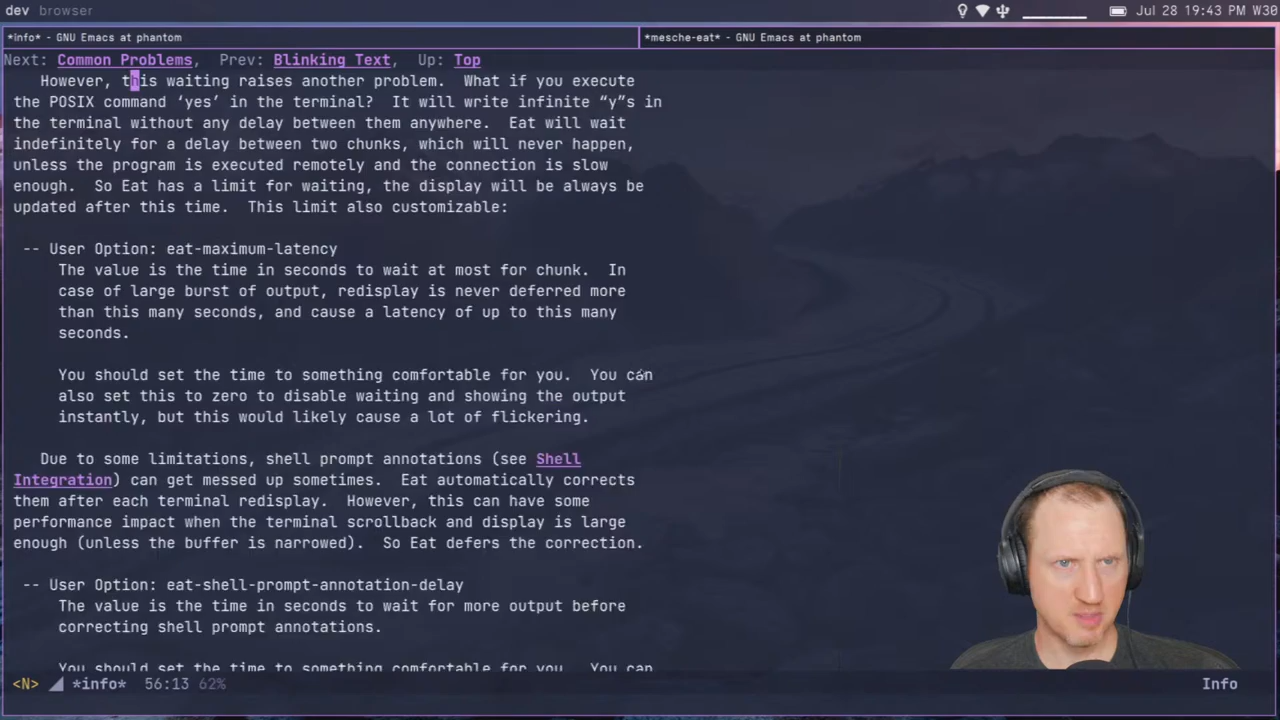 dev browser
Jul 28 19:43 PM W30
*info* - GNU Emacs at phantom
*mesche-eat* - GNU Emacs at phantom
Next: Common Problems,  Prev: Blinking Text,  Up: Top
However, this waiting raises another problem.  What if you execute
the POSIX command ‘yes’ in the terminal?  It will write infinite “y”s in
the terminal without any delay between them anywhere.  Eat will wait
indefinitely for a delay between two chunks, which will never happen,
unless the program is executed remotely and the connection is slow
enough.  So Eat has a limit for waiting, the display will be always be
updated after this time.  This limit also customizable:
-- User Option: eat-maximum-latency
The value is the time in seconds to wait at most for chunk.  In
case of large burst of output, redisplay is never deferred more
than this many seconds, and cause a latency of up to this many
seconds.
You should set the time to something comfortable for you.  You can
also set this to zero to disable waiting and showing the output
instantly, but this would likely cause a lot of flickering.
Due to some limitations, shell prompt annotations (see Shell
Integration) can get messed up sometimes.  Eat automatically corrects
them after each terminal redisplay.  However, this can have some
performance impact when the terminal scrollback and display is large
enough (unless the buffer is narrowed).  So Eat defers the correction.
-- User Option: eat-shell-prompt-annotation-delay
The value is the time in seconds to wait for more output before
correcting shell prompt annotations.
You should set the time to something comfortable for you.  You can
<N> *info* 56:13 62%
Info